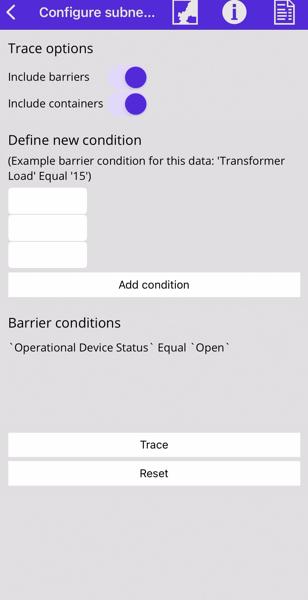 Configure subne...
Trace options
Include barriers
Include containers
Define new condition
(Example barrier condition for this data: 'Transformer
Load' Equal '15')
Add condition
Barrier conditions
`Operational Device Status` Equal `Open`
Trace
Reset